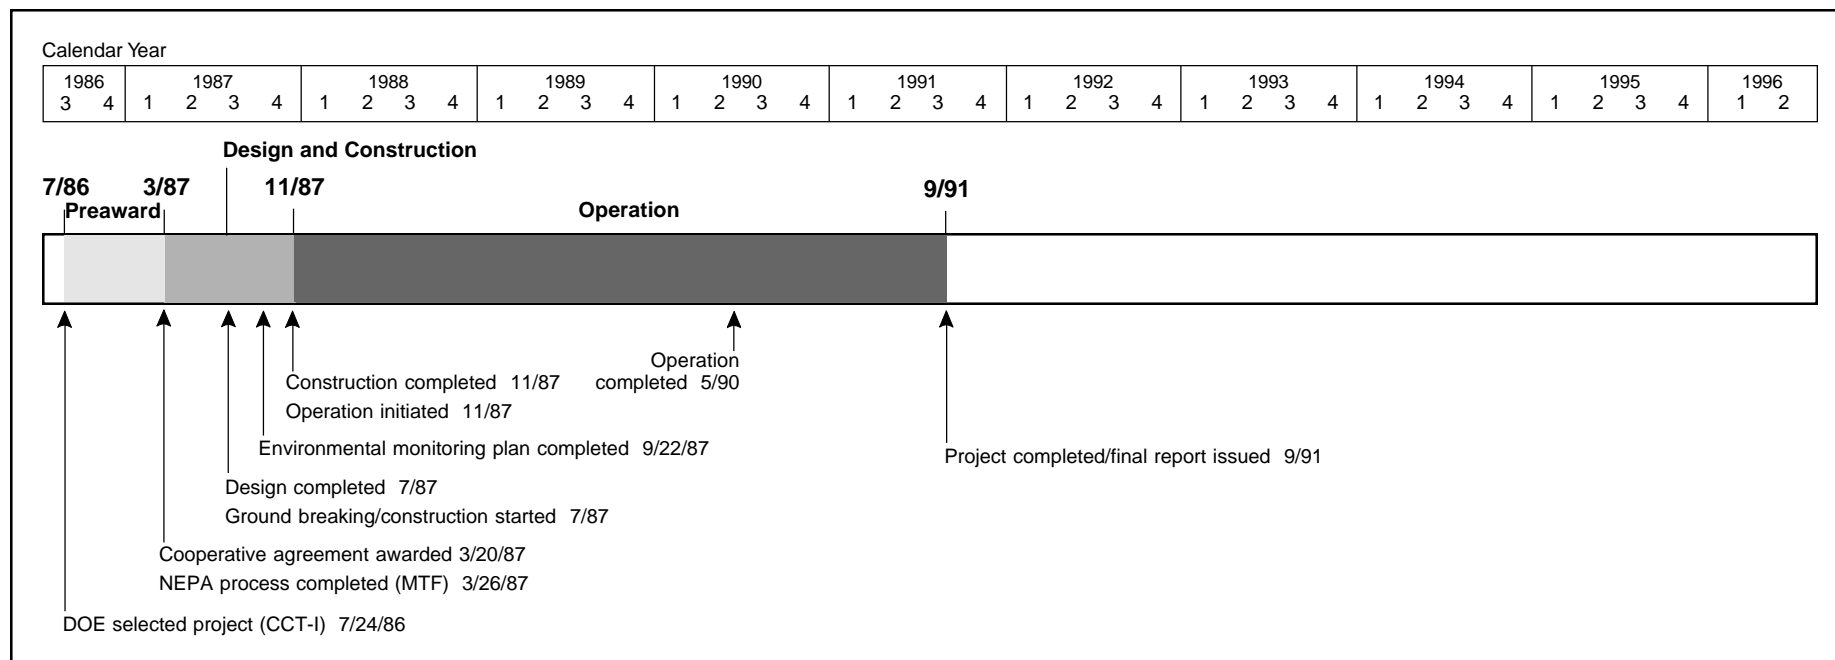 Calendar Year
1986 1987 1988 1989 1990 1991 1992 1993 1994 1995 1996
3 4 1 2 3 4 1 2 3 4 1 2 3 4 1 2 3 4 1 2 3 4 1 2 3 4 1 2 3 4 1 2 3 4 1 2 3 4 1 2
Design and Construction
7/86 3/87 11/87 9/91
Preaward Operation
Operation
Construction completed 11/87 completed 5/90
Operation initiated 11/87
Environmental monitoring plan completed 9/22/87
Project completed/final report issued 9/91
Design completed 7/87
Ground breaking/construction started 7/87
Cooperative agreement awarded 3/20/87
NEPA process completed (MTF) 3/26/87
DOE selected project (CCT-I) 7/24/86